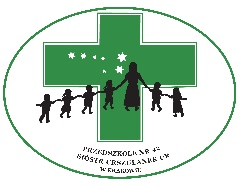 PRZEDSZKOLE NR 42
SIÓSTR URSZULANEK UR
W KRAKOWIE